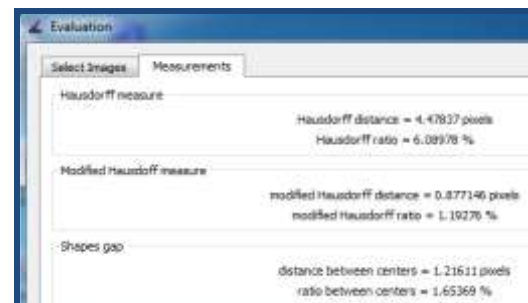 Evaluation
Select Images Measurements
Hausdorff measure
Hausdorff distance = 4.47837 pixels
Hausdorff ratio = 6.08978 %
Modified Hausdoff measure
modified Hausdorff distance = 0.877146 pixels
modified Hausdorff ratio = 1.19276 %
Shapes gap
distance between centers = 1.21611 pixels
ratio between centers = 1.65369 %